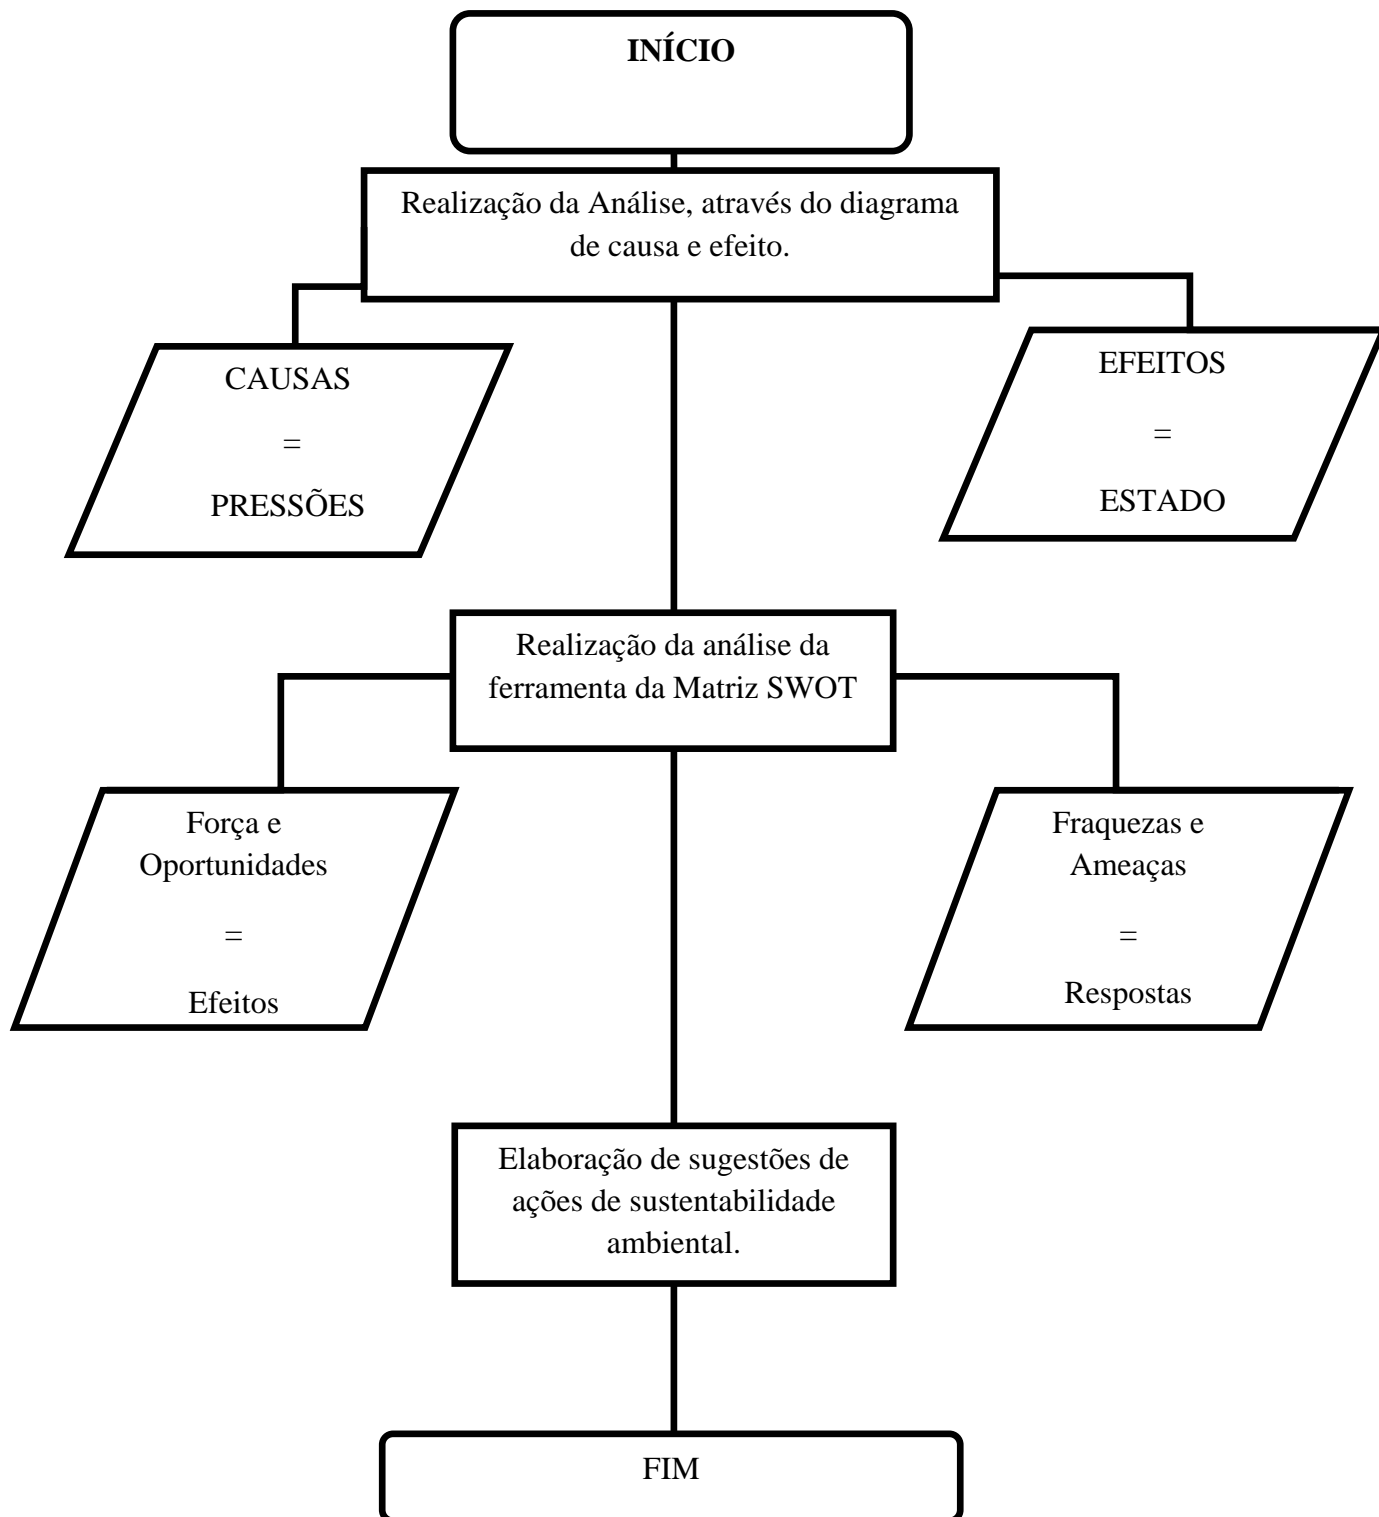 INÍCIO
Realização da Análise, através do diagrama
de causa e efeito.
CAUSAS
=
PRESSÕES
EFEITOS
=
ESTADO
Realização da análise da
ferramenta da Matriz SWOT
Força e
Oportunidades
=
Efeitos
Fraquezas e
Ameaças
=
Respostas
Elaboração de sugestões de
ações de sustentabilidade
ambiental.
FIM